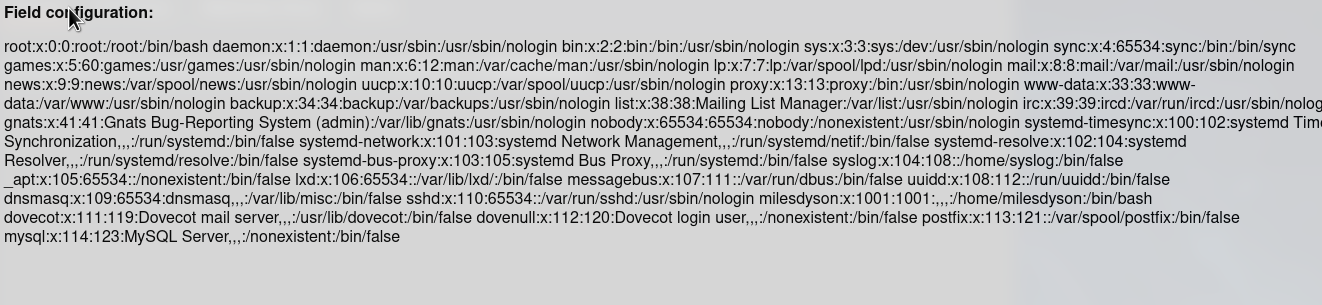 Field configuration:
root:x:0:0:root:/root:/bin/bash daemon:x:1:1:daemon:/usr/sbin:/usr/sbin/nologin bin:x:2:2:bin:/bin:/usr/sbin/nologin sys:x:3:3:sys:/dev:/usr/sbin/nologin sync:x:4:65534:sync:/bin:/bin/sync
games:x:5:60:games:/usr/games:/usr/sbin/nologin man:x:6:12:man:/var/cache/man:/usr/sbin/nologin lp:x:7:7:lp:/var/spool/lpd:/usr/sbin/nologin mail:x:8:8:mail:/var/mail:/usr/sbin/nologin
news:x:9:9:news:/var/spool/news:/usr/sbin/nologin uucp:x:10:10:uucp:/var/spool/uucp:/usr/sbin/nologin proxy:x:13:13:proxy:/bin:/usr/sbin/nologin www-data:x:33:33:www-
data:/var/www:/usr/sbin/nologin backup:x:34:34:backup:/var/backups:/usr/sbin/nologin list:x:38:38:Mailing List Manager:/var/list:/usr/sbin/nologin irc:x:39:39:ircd:/var/run/ircd:/usr/sbin/nolog
gnats:x:41:41:Gnats Bug-Reporting System (admin):/var/lib/gnats:/usr/sbin/nologin nobody:x:65534:65534:nobody:/nonexistent:/usr/sbin/nologin systemd-timesync:x:100:102:systemd Time
Synchronization,,,:/run/systemd:/bin/false systemd-network:x:101:103:systemd Network Management,,,:/run/systemd/netif:/bin/false systemd-resolve:x:102:104:systemd
Resolver,,,:/run/systemd/resolve:/bin/false systemd-bus-proxy:x:103:105:systemd Bus Proxy,,,:/run/systemd:/bin/false syslog:x:104:108::/home/syslog:/bin/false
_apt:x:105:65534::/nonexistent:/bin/false lxd:x:106:65534::/var/lib/lxd/:/bin/false messagebus:x:107:111::/var/run/dbus:/bin/false uuidd:x:108:112::/run/uuidd:/bin/false
dnsmasq:x:109:65534:dnsmasq,,,:/var/lib/misc:/bin/false sshd:x:110:65534::/var/run/sshd:/usr/sbin/nologin milesdyson:x:1001:1001:,,,:/home/milesdyson:/bin/bash
dovecot:x:111:119:Dovecot mail server,,,:/usr/lib/dovecot:/bin/false dovenull:x:112:120:Dovecot login user,,,:/nonexistent:/bin/false postfix:x:113:121::/var/spool/postfix:/bin/false
mysql:x:114:123:MySQL Server,,,:/nonexistent:/bin/false